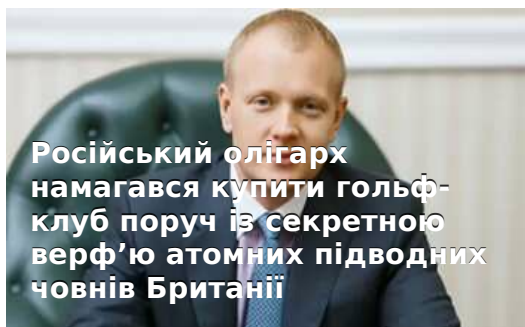 Російський олігарх
намагався купити гольф-
клуб поруч із секретною
верф’ю атомних підводних
човнів Британії